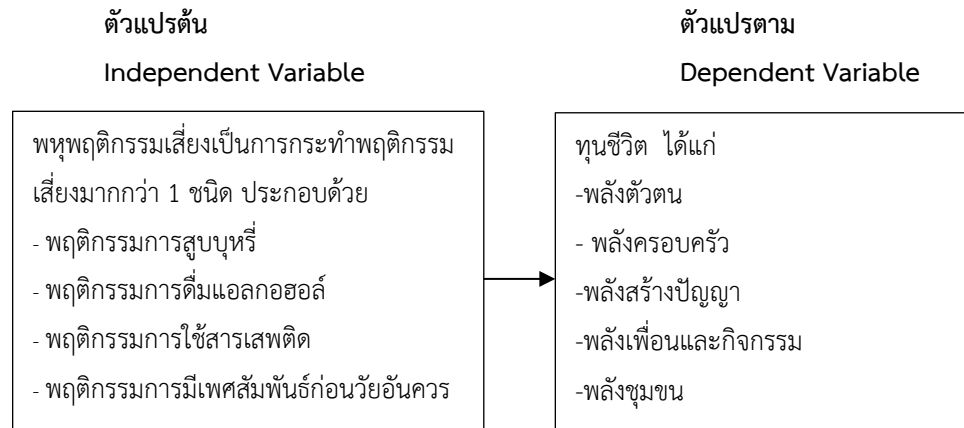 ตัวแปรต้น
Independent Variable
พหุพฤติกรรมเสี่ยงเป็นการกระทำพฤติกรรม
เสี่ยงมากกว่า 1 ชนิด ประกอบด้วย
- พฤติกรรมการสูบบุหรี่
- พฤติกรรมการดื่มแอลกอฮอล์
- พฤติกรรมการใช้สารเสพติด
- พฤติกรรมการมีเพศสัมพันธ์ก่อนวัยอันควร
ตัวแปรตาม
Dependent Variable
ทุนชีวิต ได้แก่
-พลังตัวตน
- พลังครอบครัว
-พลังสร้างปัญญา
-พลังเพื่อนและกิจกรรม
-พลังชุมชน